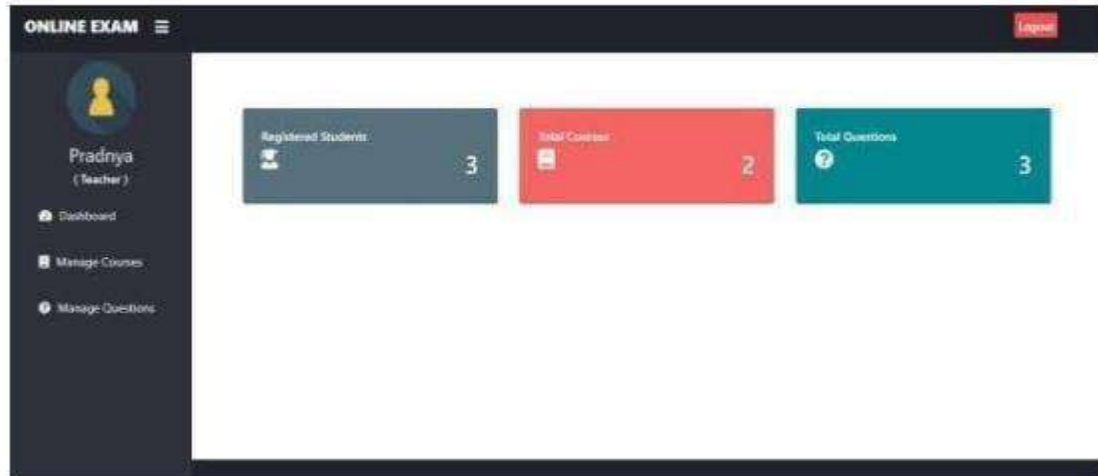 ONLINE EXAM
Logout
Pradnya
(Teacher)
Dashboard
Manage Courses
Manage Questions
Registered Students
3
Total Courses
2
Total Questions
3